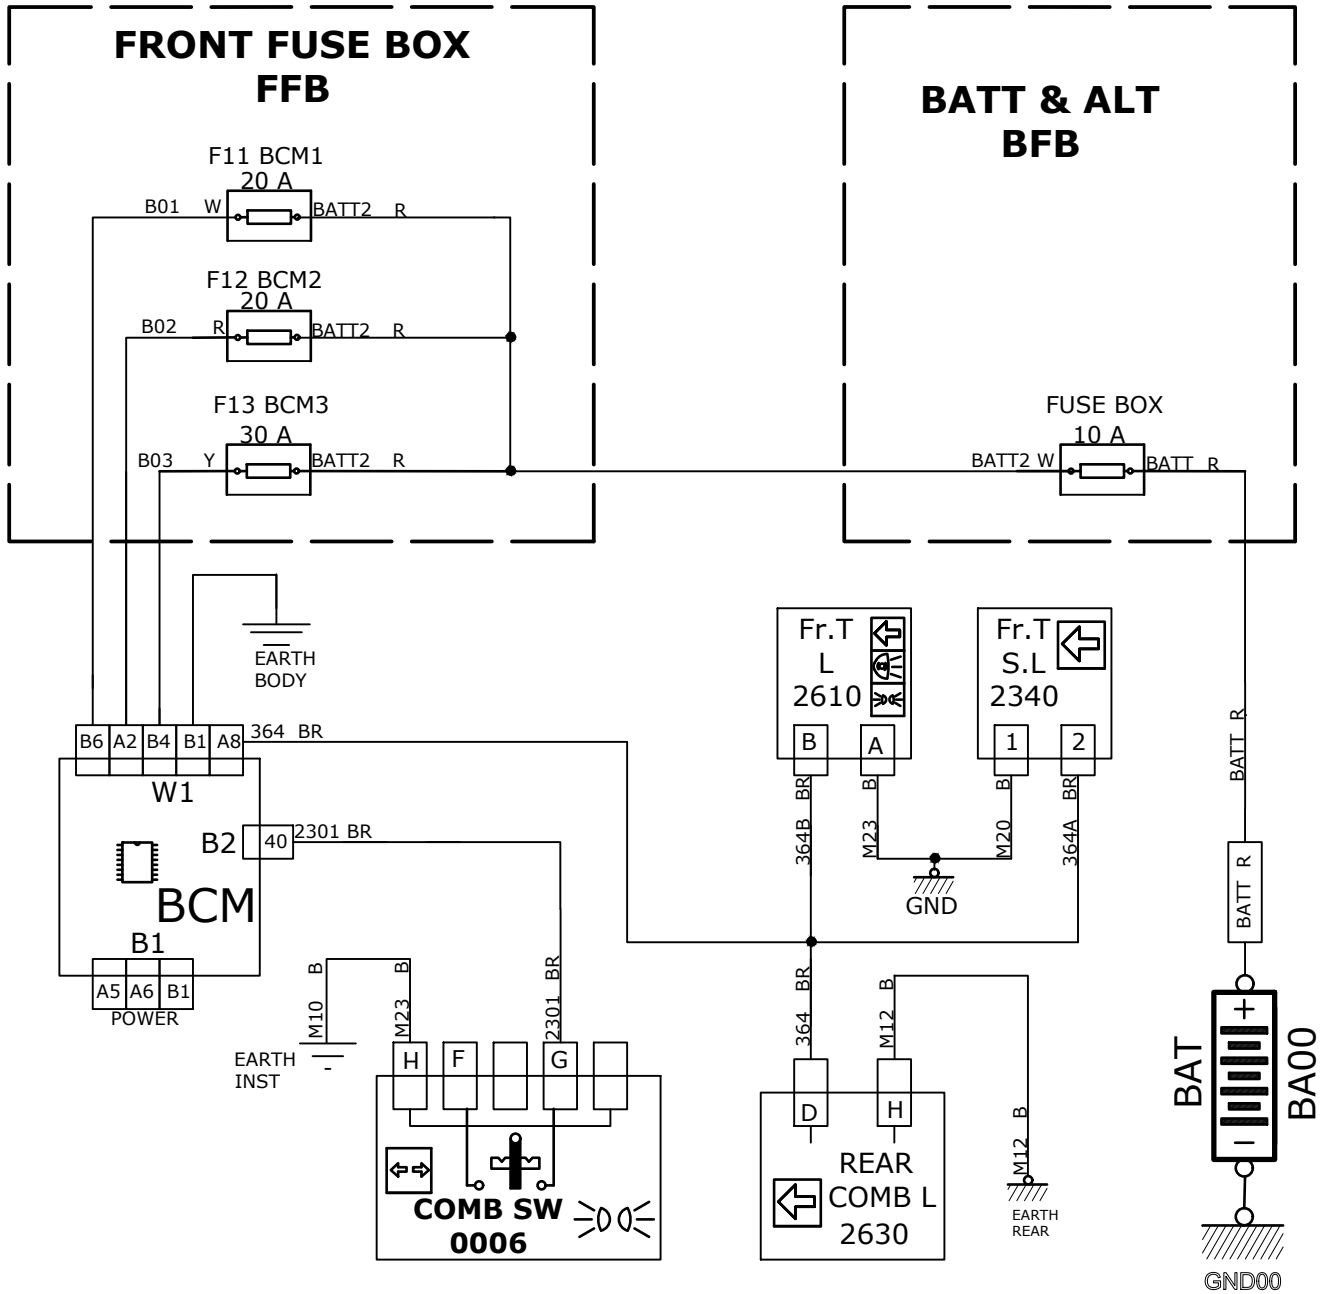 FRONT FUSE BOX
FFB
BATT & ALT
BFB
F11 BCM1
20 A
B01 W
BATT2 R
F12 BCM2
20 A
B02 R
BATT2 R
F13 BCM3
30 A
B03 Y
BATT2 R
FUSE BOX
10 A
BATT2 W
BATT R
EARTH
BODY
B6 A2 B4 B1 A8
364 BR
W1
B2 40
2301 BR
BCM
B1
A5 A6 B1
POWER
Fr.T
L
2610
B A
364B BR
M23 B
Fr.T
S.L
2340
1 2
M20 B
364A BR
GND
BATT R
BATT R
M10 B
M23 B
2301 BR
EARTH
INST
H F G
COMB SW
0006
364 BR
M12 B
D H
REAR
COMB L
2630
M12 B
EARTH
REAR
+
BAT
BA00
−
GND00